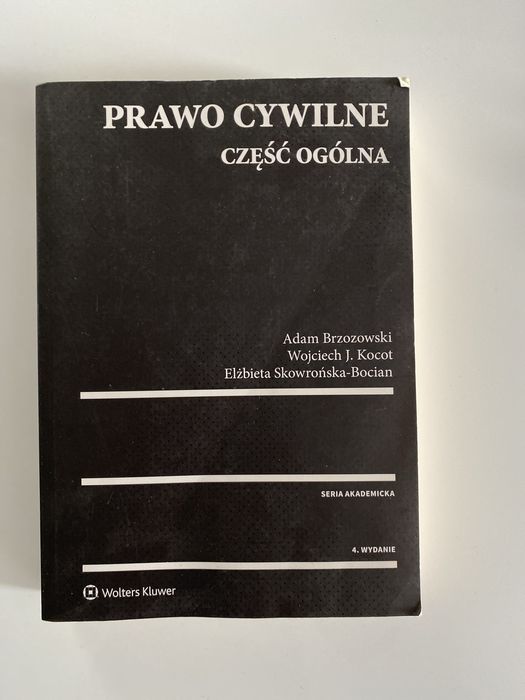 PRAWO CYWILNE
CZĘŚĆ OGÓLNA
Adam Brzozowski
Wojciech J. Kocot
Elżbieta Skowrońska-Bocian
SERIA AKADEMICKA
4. WYDANIE
Wolters Kluwer